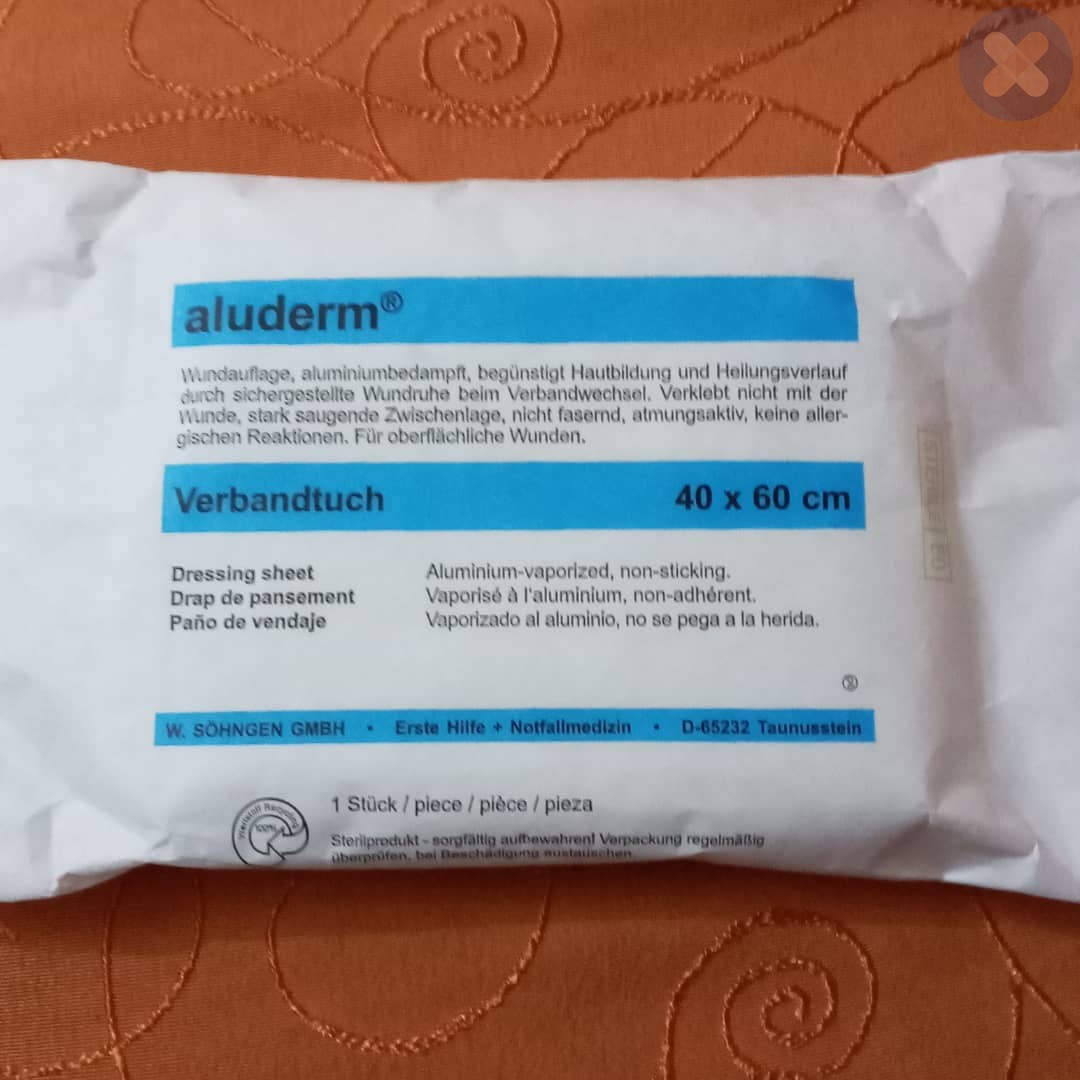 aluderm®
Wundauflage, aluminiumbedampft, begünstigt Hautbildung und Heilungsverlauf
durch sichergestellte Wundruhe beim Verbandwechsel. Verklebt nicht mit der
Wunde, stark saugende Zwischenlage, nicht fasernd, atmungsaktiv, keine aller-
gischen Reaktionen. Für oberflächliche Wunden.
Verbandtuch 40 x 60 cm
Dressing sheet Aluminium-vaporized, non-sticking.
Drap de pansement Vaporisé à l'aluminium, non-adhérent.
Paño de vendaje Vaporizado al aluminio, no se pega a la herida.
W. SÖHNGEN GMBH • Erste Hilfe + Notfallmedizin • D-65232 Taunusstein
Wertstoff Recycling
100%
1 Stück / piece / pièce / pieza
Sterilprodukt - sorgfältig aufbewahren! Verpackung regelmäßig
überprüfen, bei Beschädigung austauschen
STERILE